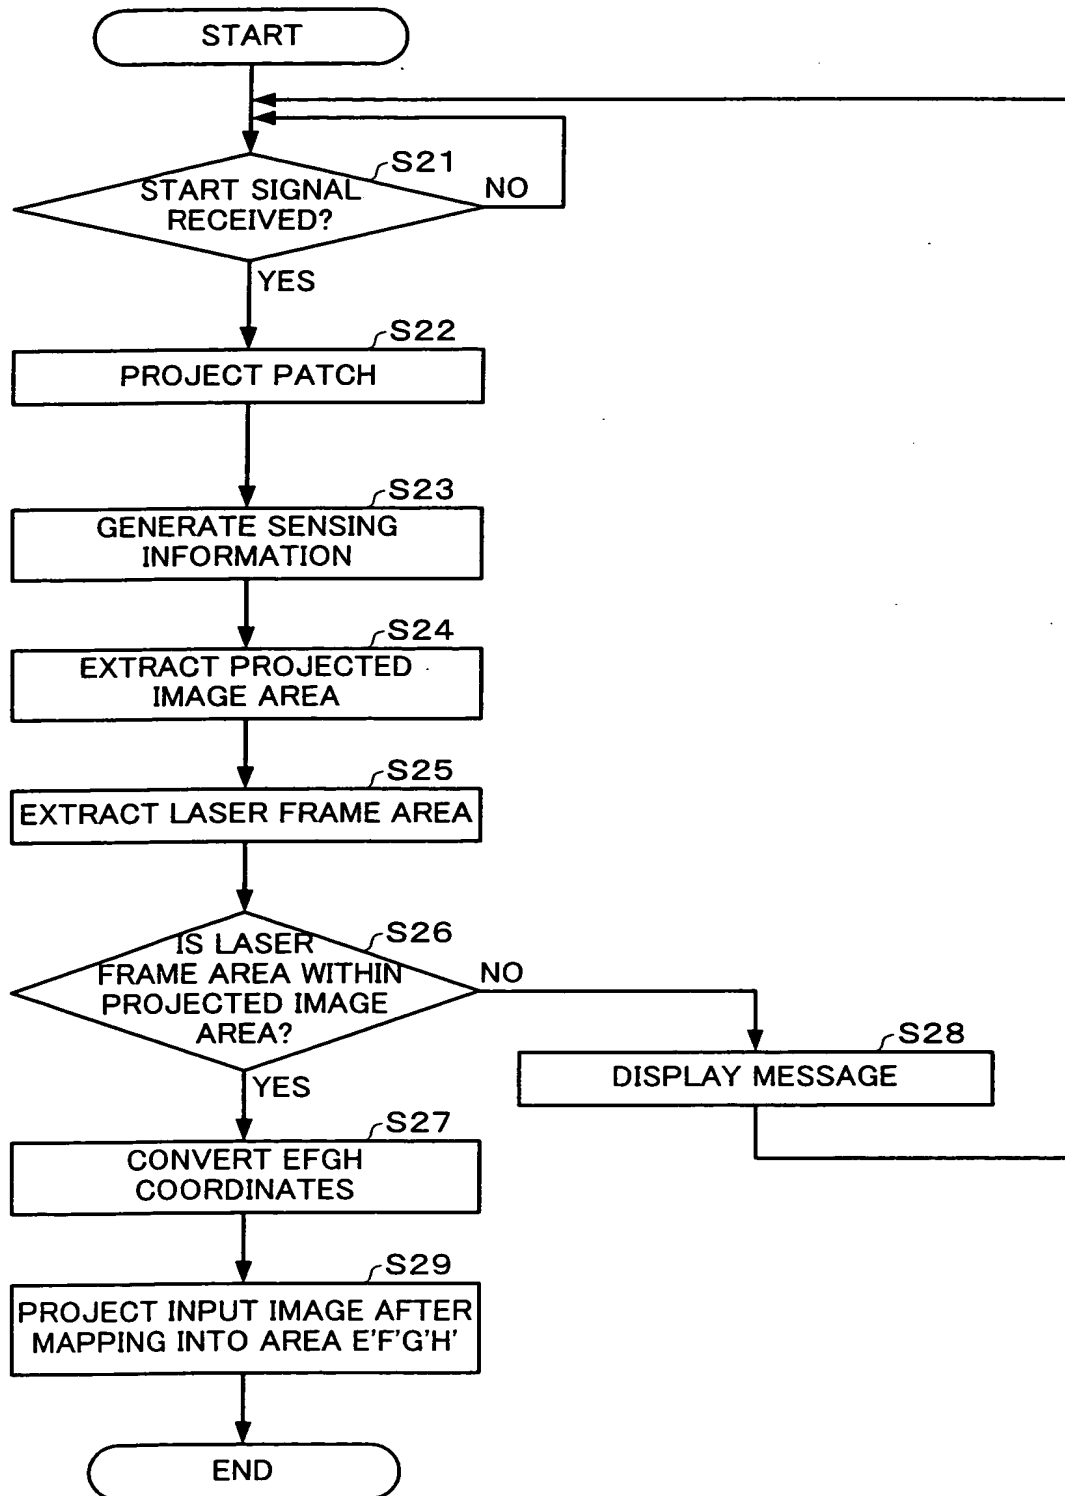 START
S21
START SIGNAL
RECEIVED?
NO
YES
S22
PROJECT PATCH
S23
GENERATE SENSING
INFORMATION
S24
EXTRACT PROJECTED
IMAGE AREA
S25
EXTRACT LASER FRAME AREA
S26
IS LASER
FRAME AREA WITHIN
PROJECTED IMAGE
AREA?
NO
YES
S28
DISPLAY MESSAGE
S27
CONVERT EFGH
COORDINATES
S29
PROJECT INPUT IMAGE AFTER
MAPPING INTO AREA E'F'G'H'
END